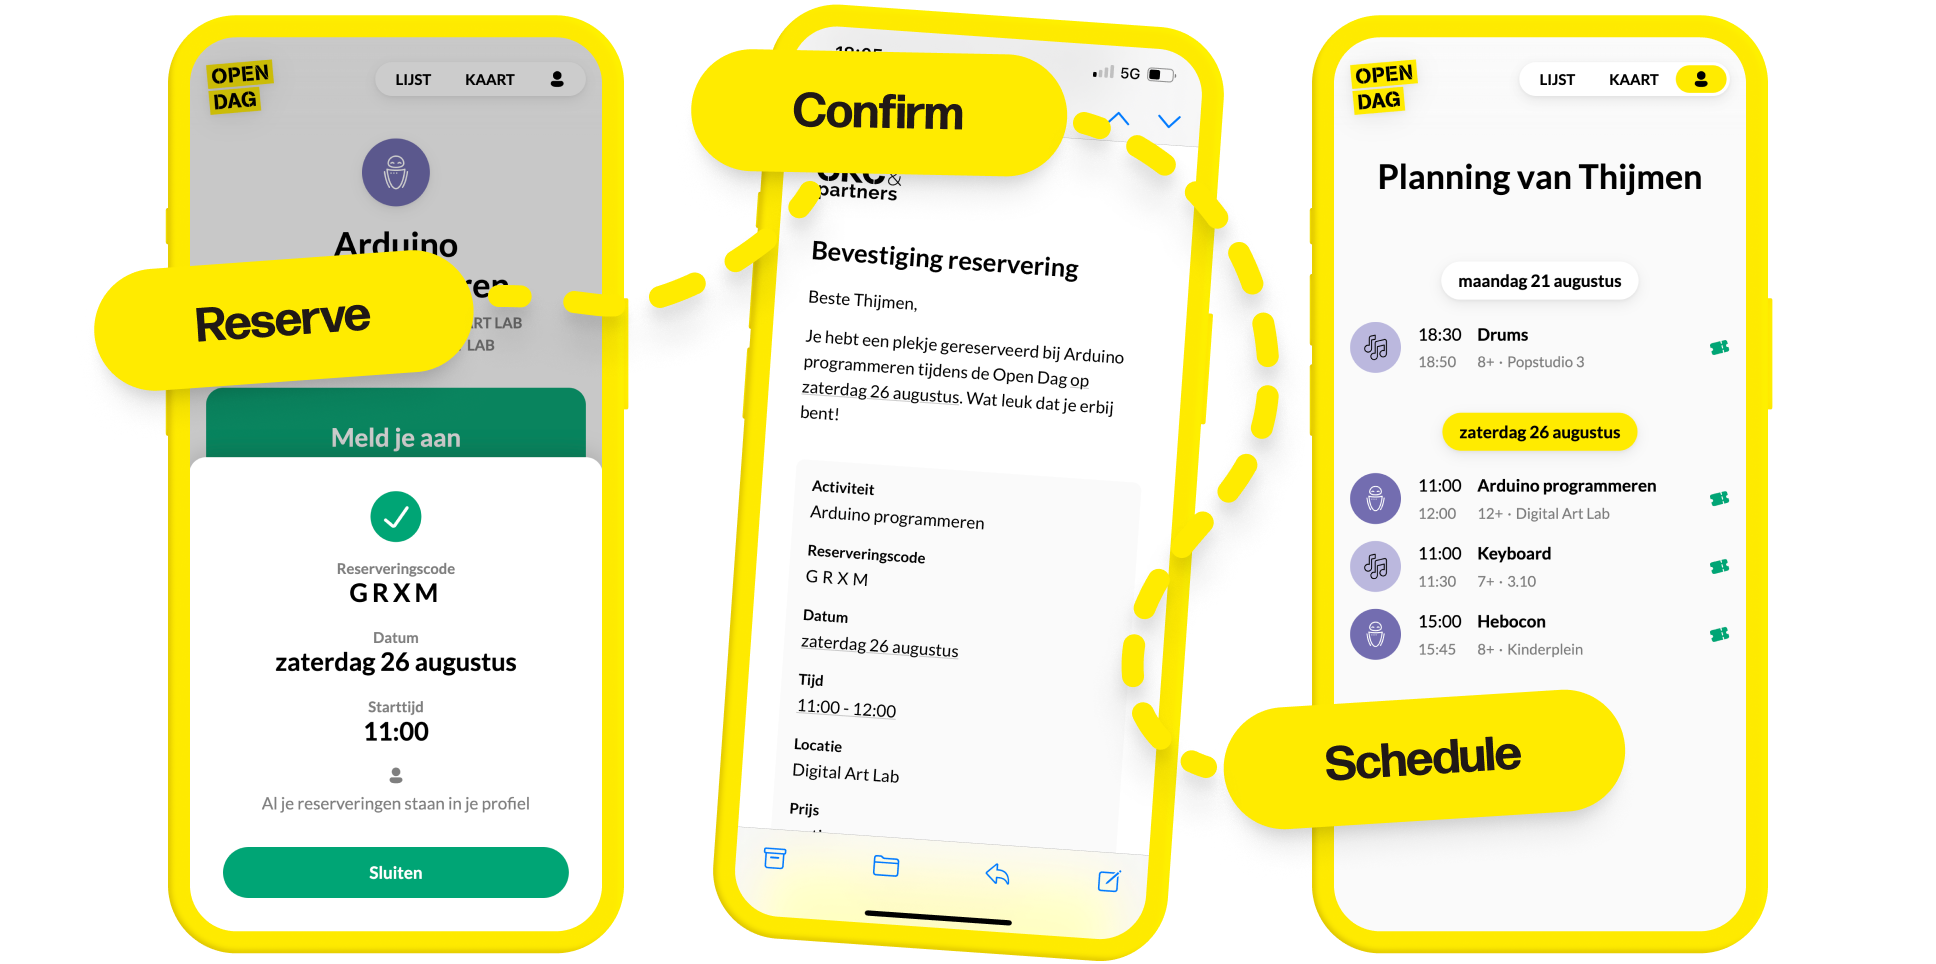 OPEN
DAG
LIJST
KAART
Arduino
ren
Reserve
RT LAB
LAB
Meld je aan
Reserveringscode
GRXM
Datum
zaterdag 26 augustus
Starttijd
11:00
Al je reserveringen staan in je profiel
Sluiten
5G
Confirm
&
partners
Bevestiging reservering
Beste Thijmen,
Je hebt een plekje gereserveerd bij Arduino
programmeren tijdens de Open Dag op
zaterdag 26 augustus. Wat leuk dat je erbij
bent!
Activiteit
Arduino programmeren
Reserveringscode
G R X M
Datum
zaterdag 26 augustus
Tijd
11:00 - 12:00
Locatie
Digital Art Lab
Prijs
OPEN
DAG
LIJST
KAART
Planning van Thijmen
maandag 21 augustus
18:30 Drums
18:50 8+ · Popstudio 3
zaterdag 26 augustus
11:00 Arduino programmeren
12:00 12+ · Digital Art Lab
11:00 Keyboard
11:30 7+ · 3.10
15:00 Hebocon
15:45 8+ · Kinderplein
Schedule